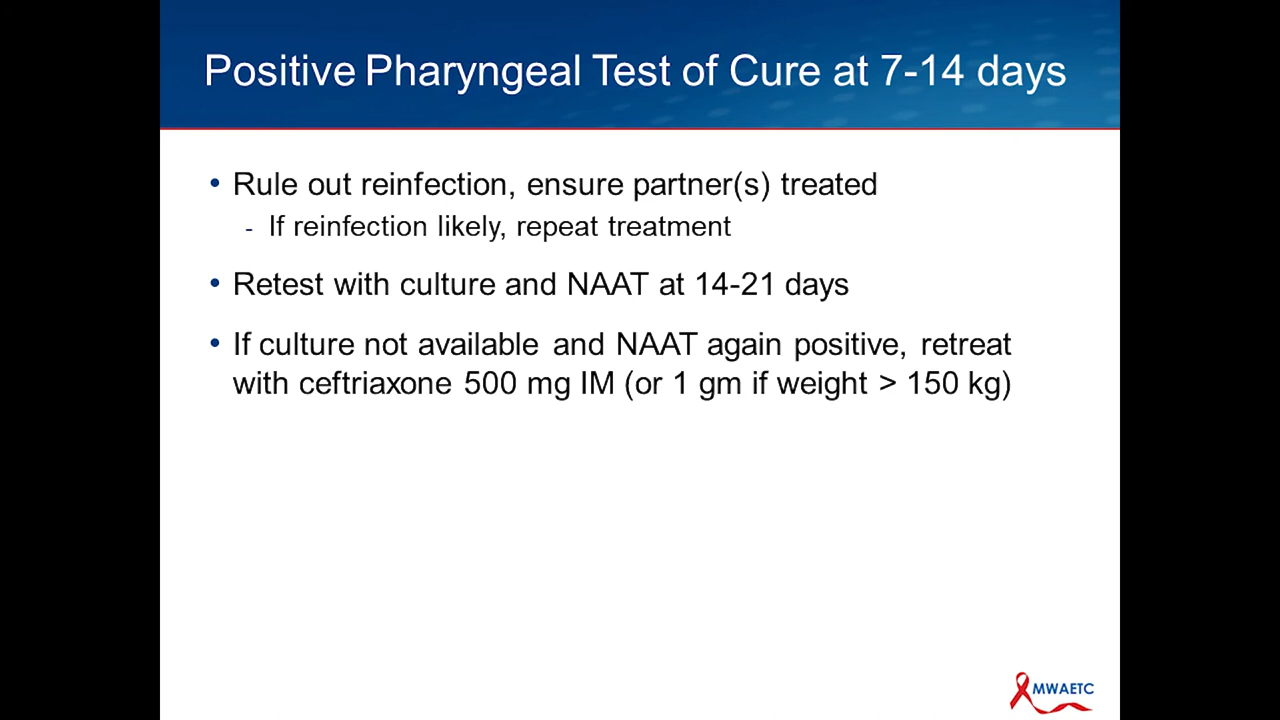 Positive Pharyngeal Test of Cure at 7-14 days
• Rule out reinfection, ensure partner(s) treated
- If reinfection likely, repeat treatment
• Retest with culture and NAAT at 14-21 days
• If culture not available and NAAT again positive, retreat
with ceftriaxone 500 mg IM (or 1 gm if weight > 150 kg)
MWAETC